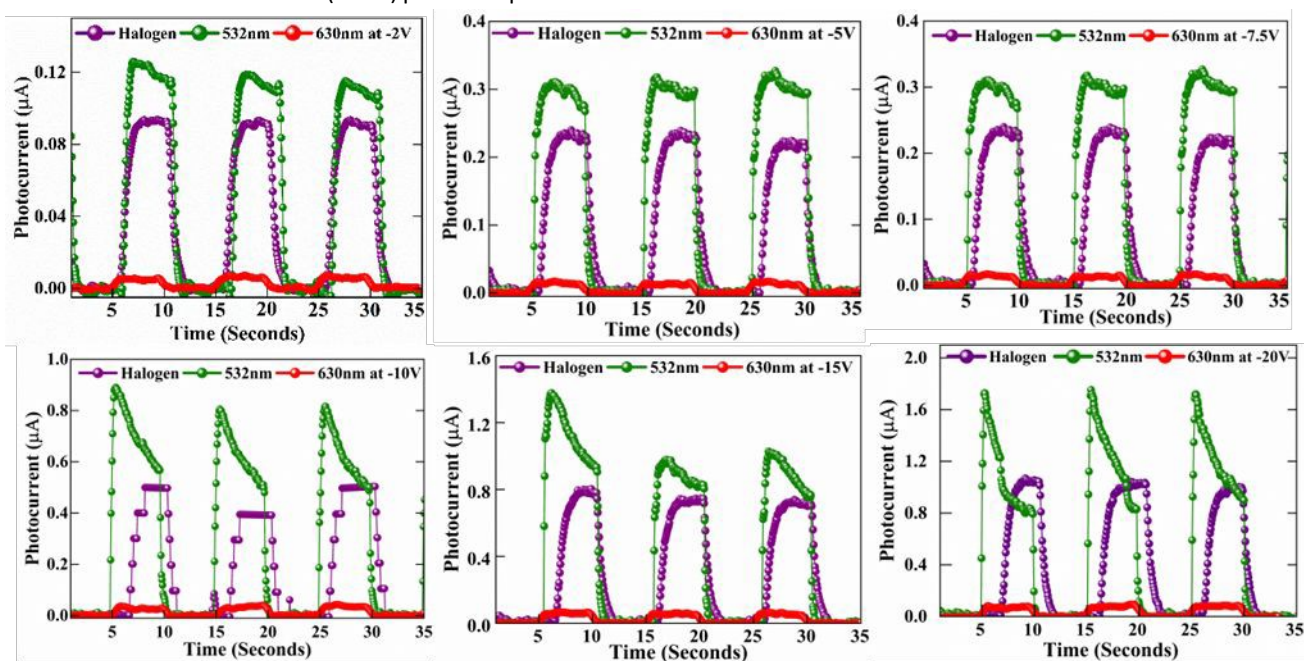 Halogen 532nm 630nm at -2V
Photocurrent (μA)
0.12
0.08
0.04
0.00
5 10 15 20 25 30 35
Time (Seconds)
Halogen 532nm 630nm at -5V
Photocurrent (μA)
0.4
0.3
0.2
0.1
0.0
5 10 15 20 25 30 35
Time (Seconds)
Halogen 532nm 630nm at -7.5V
Photocurrent (μA)
0.4
0.3
0.2
0.1
0.0
5 10 15 20 25 30 35
Time (Seconds)
Halogen 532nm 630nm at -10V
Photocurrent (μA)
1.0
0.8
0.6
0.4
0.2
0.0
5 10 15 20 25 30 35
Time (Seconds)
Halogen 532nm 630nm at -15V
Photocurrent (μA)
1.6
1.2
0.8
0.4
0.0
5 10 15 20 25 30 35
Time (Seconds)
Halogen 532nm 630nm at -20V
Photocurrent (μA)
2.0
1.6
1.2
0.8
0.4
0.0
5 10 15 20 25 30 35
Time (Seconds)